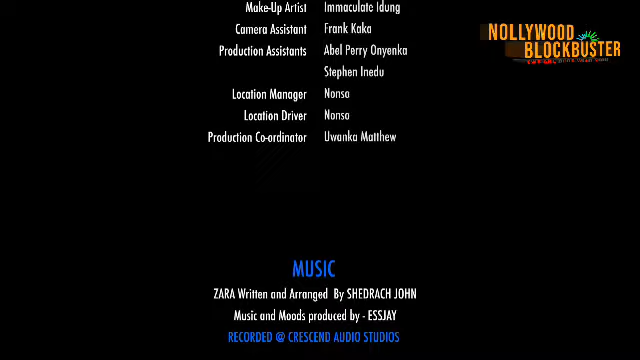 Make-Up Artist Immaculate Idung
Camera Assistant Frank Kaka
Production Assistants Abel Perry Onyenka
Stephen Inedu
Location Manager Nonso
Location Driver Nonso
Production Co-ordinator Uwanka Matthew
NOLLYWOOD
BLOCKBUSTER
MUSIC
ZARA Written and Arranged By SHEDRACH JOHN
Music and Moods produced by - ESSJAY
RECORDED @ CRESCEND AUDIO STUDIOS